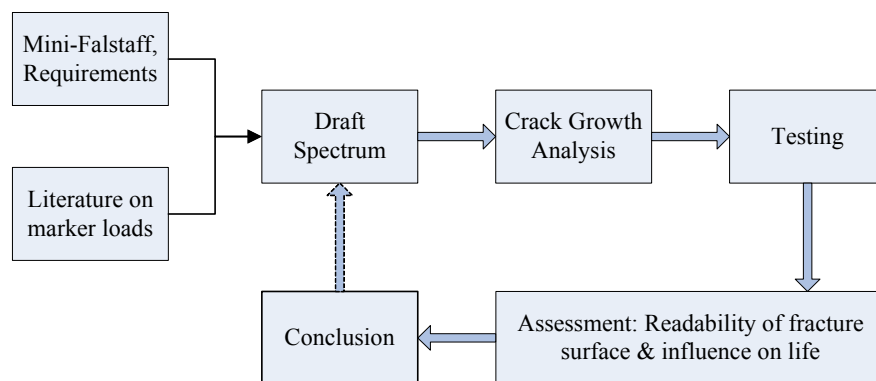 Mini-Falstaff,
Requirements
Literature on
marker loads
Draft
Spectrum
Crack Growth
Analysis
Testing
Assessment: Readability of fracture
surface & influence on life
Conclusion